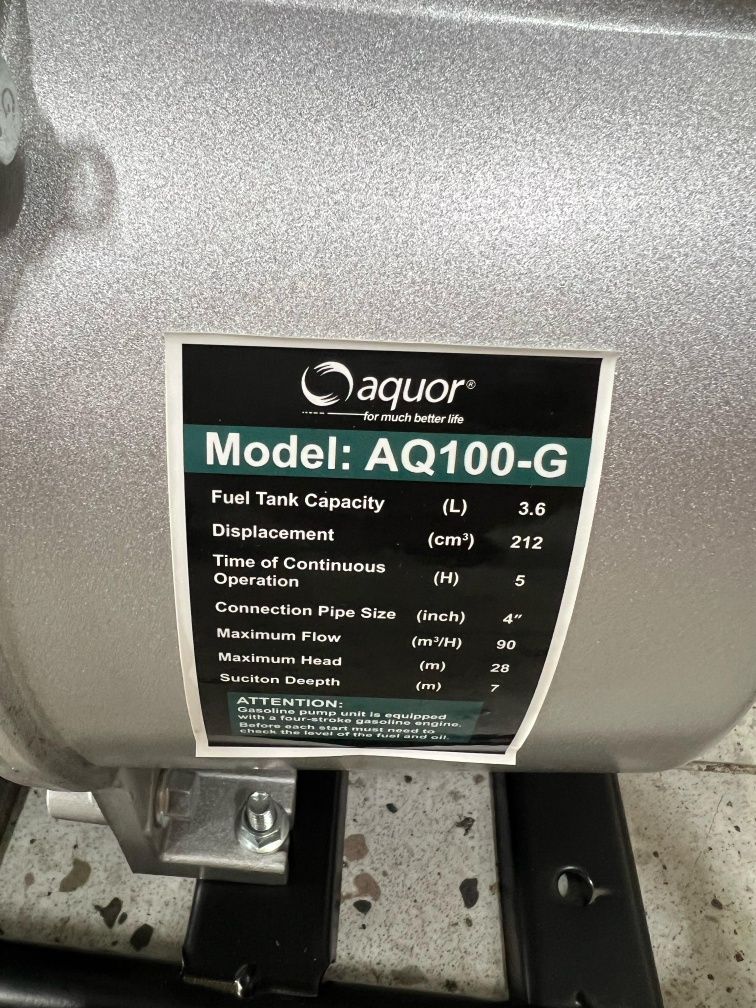 aquor®
for much better life
Model: AQ100-G
Fuel Tank Capacity (L) 3.6
Displacement (cm³) 212
Time of Continuous
Operation (H) 5
Connection Pipe Size (inch) 4″
Maximum Flow (m³/H) 90
Maximum Head (m) 28
Suciton Deepth (m) 7
ATTENTION:
Gasoline pump unit is equipped
with a four-stroke gasoline engine.
Before each start must need to
check the level of the fuel and oil.
G